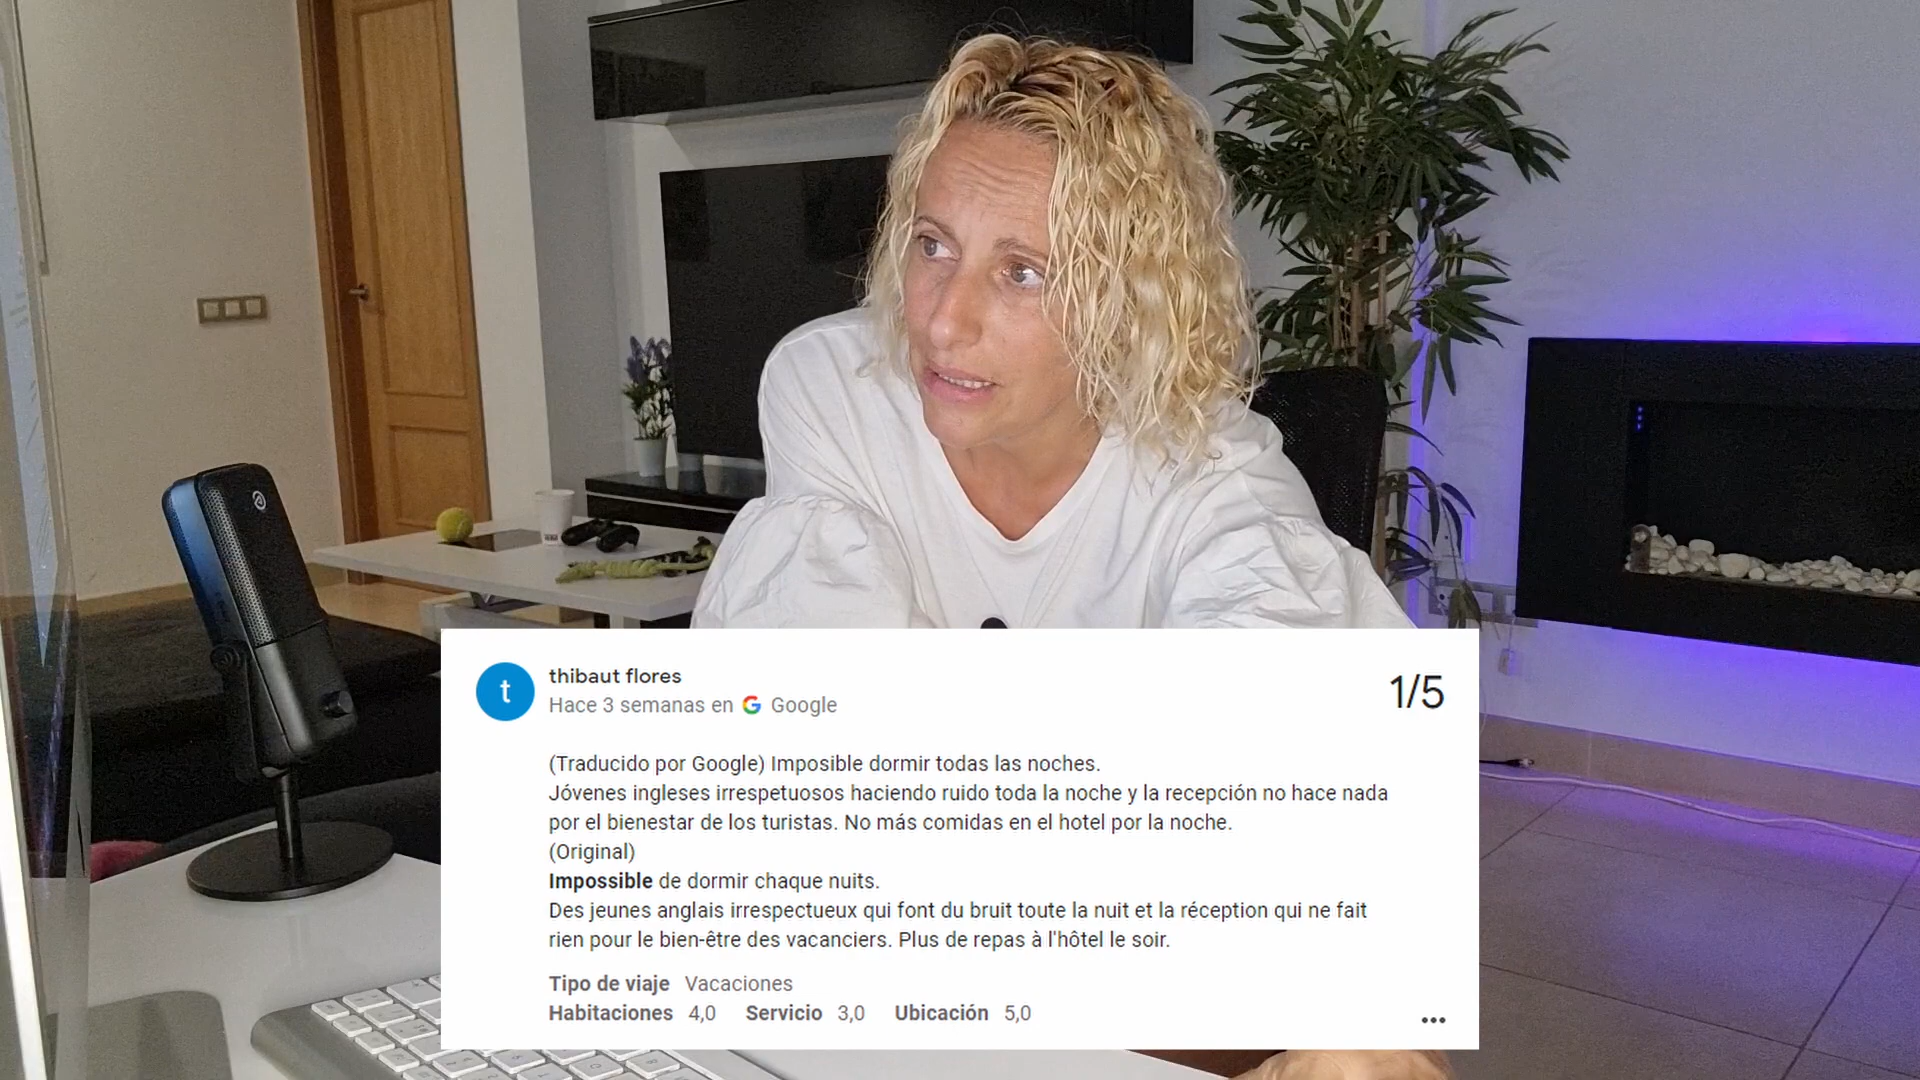 t
thibaut flores
Hace 3 semanas en Google
1/5
(Traducido por Google) Imposible dormir todas las noches.
Jóvenes ingleses irrespetuosos haciendo ruido toda la noche y la recepción no hace nada
por el bienestar de los turistas. No más comidas en el hotel por la noche.
(Original)
Impossible de dormir chaque nuits.
Des jeunes anglais irrespectueux qui font du bruit toute la nuit et la réception qui ne fait
rien pour le bien-être des vacanciers. Plus de repas à l'hôtel le soir.
Tipo de viaje Vacaciones
Habitaciones 4,0 Servicio 3,0 Ubicación 5,0